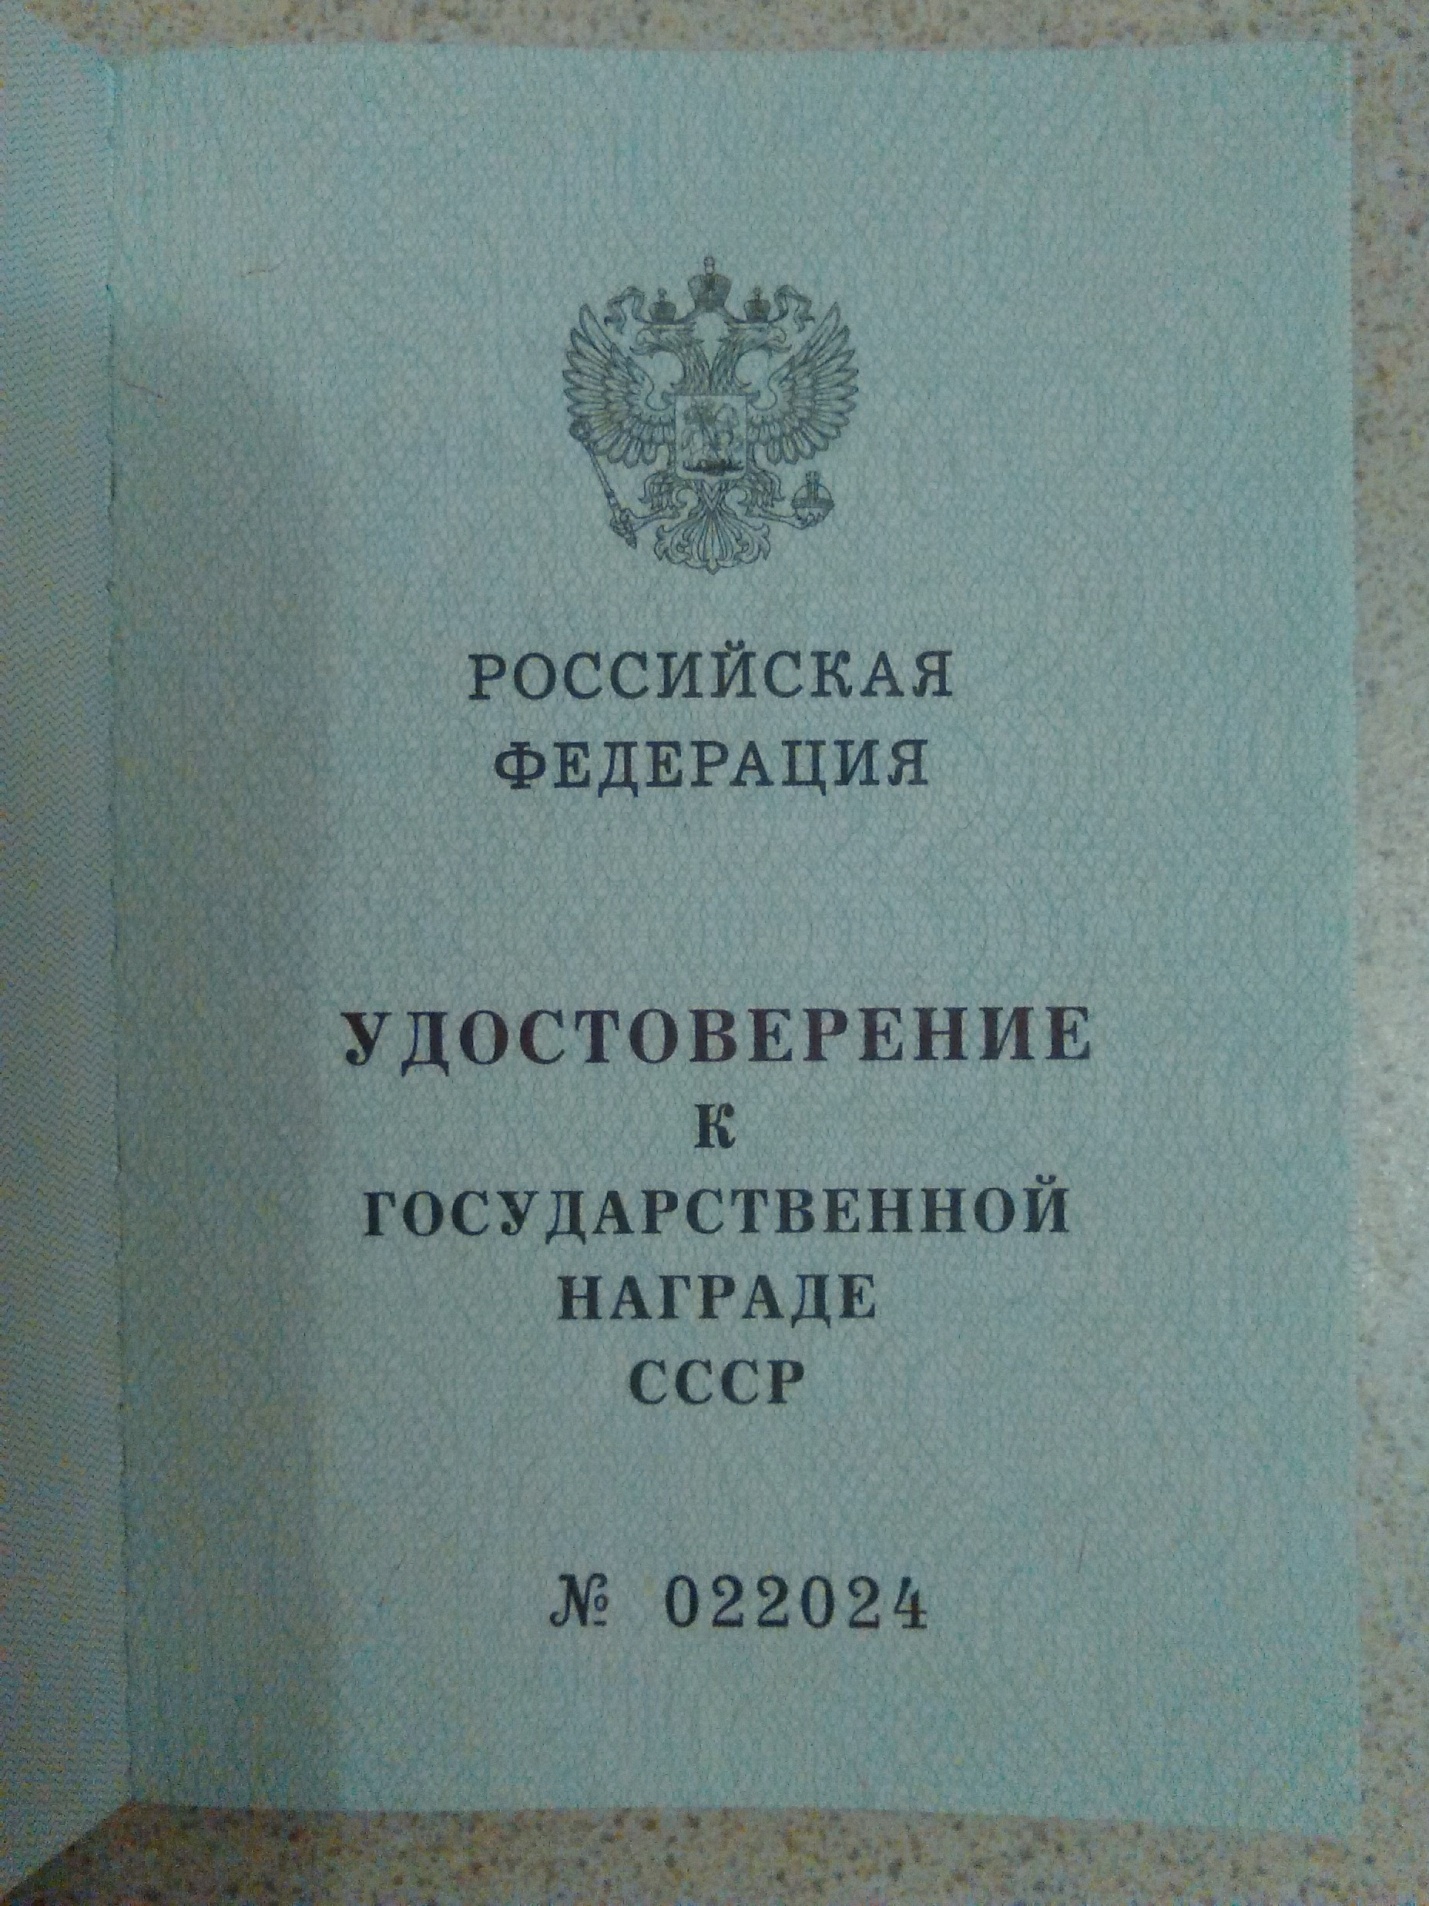 РОССИЙСКАЯ
ФЕДЕРАЦИЯ
УДОСТОВЕРЕНИЕ
К
ГОСУДАРСТВЕННОЙ
НАГРАДЕ
СССР
№ 022024